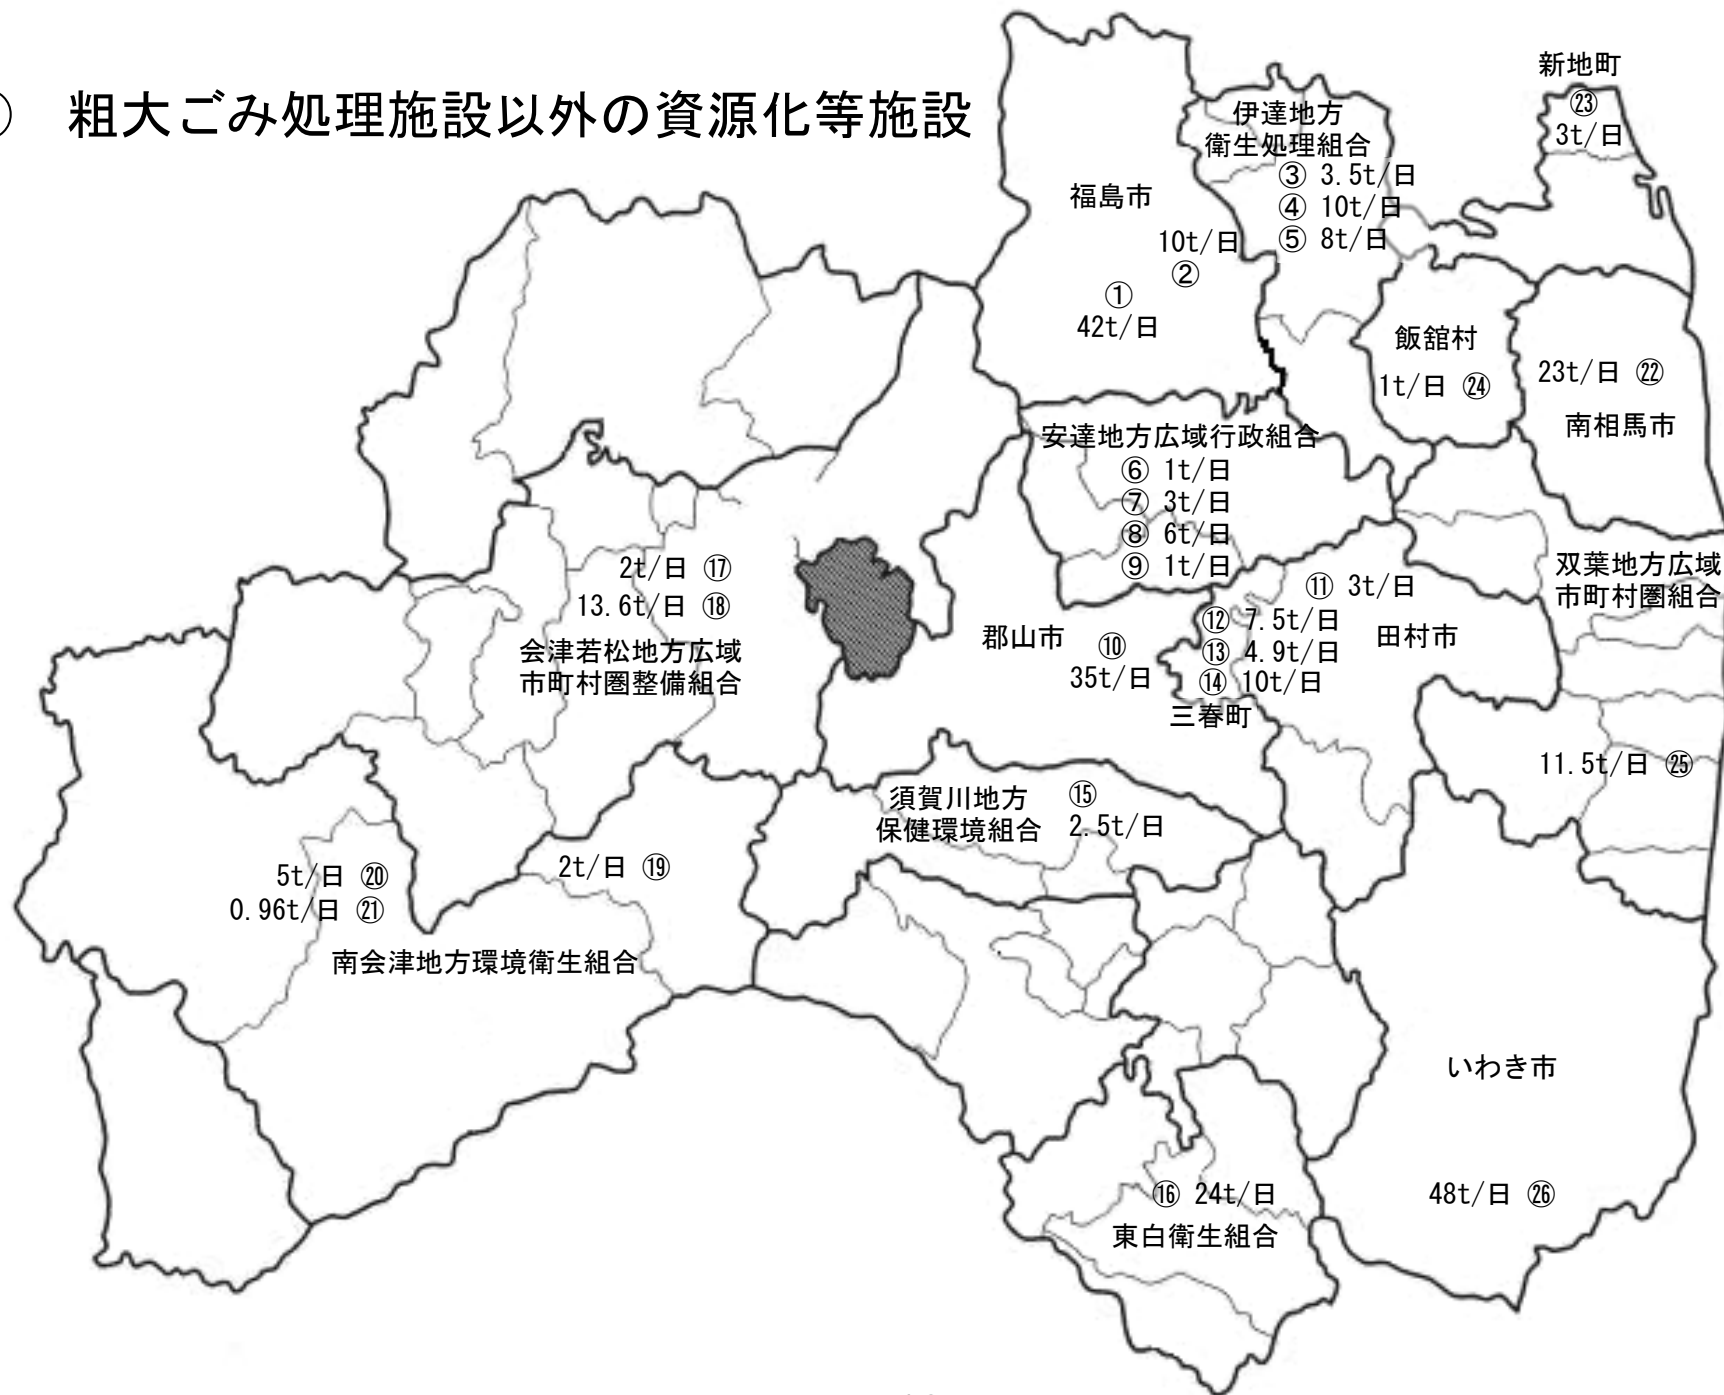 粗大ごみ処理施設以外の資源化等施設
新地町
㉓
3t/日
伊達地方
衛生処理組合
③ 3.5t/日
④ 10t/日
⑤ 8t/日
福島市
10t/日
②
①
42t/日
飯舘村
1t/日 ㉔
23t/日 ㉒
南相馬市
安達地方広域行政組合
⑥ 1t/日
⑦ 3t/日
⑧ 6t/日
⑨ 1t/日
双葉地方広域
市町村圏組合
2t/日 ⑰
13.6t/日 ⑱
会津若松地方広域
市町村圏整備組合
郡山市
⑩
35t/日
⑪ 3t/日
⑫ 7.5t/日
⑬ 4.9t/日
⑭ 10t/日
田村市
三春町
11.5t/日 ㉕
須賀川地方
保健環境組合
⑮
2.5t/日
2t/日 ⑲
5t/日 ⑳
0.96t/日 ㉑
南会津地方環境衛生組合
いわき市
48t/日 ㉖
⑯ 24t/日
東白衛生組合